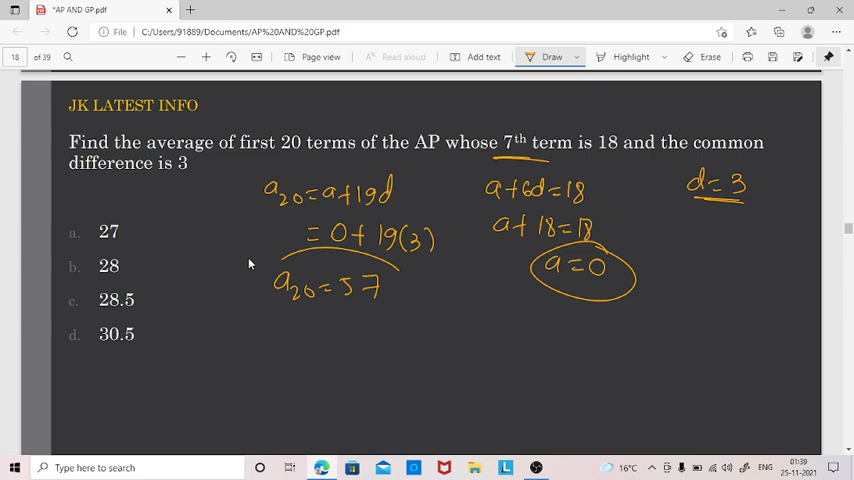 *AP AND GP.pdf
File | C:/Users/91889/Documents/AP%20AND%20GP.pdf
18 of 39 Page view Read aloud Add text Draw Highlight Erase
JK LATEST INFO
Find the average of first 20 terms of the AP whose 7th term is 18 and the common
difference is 3
a20 = a+19d a+6d=18 d=3
= 0+19(3) a+18=18
a20=57 a=0
a. 27
b. 28
c. 28.5
d. 30.5
Type here to search 16°C ENG 01:39
25-11-2021